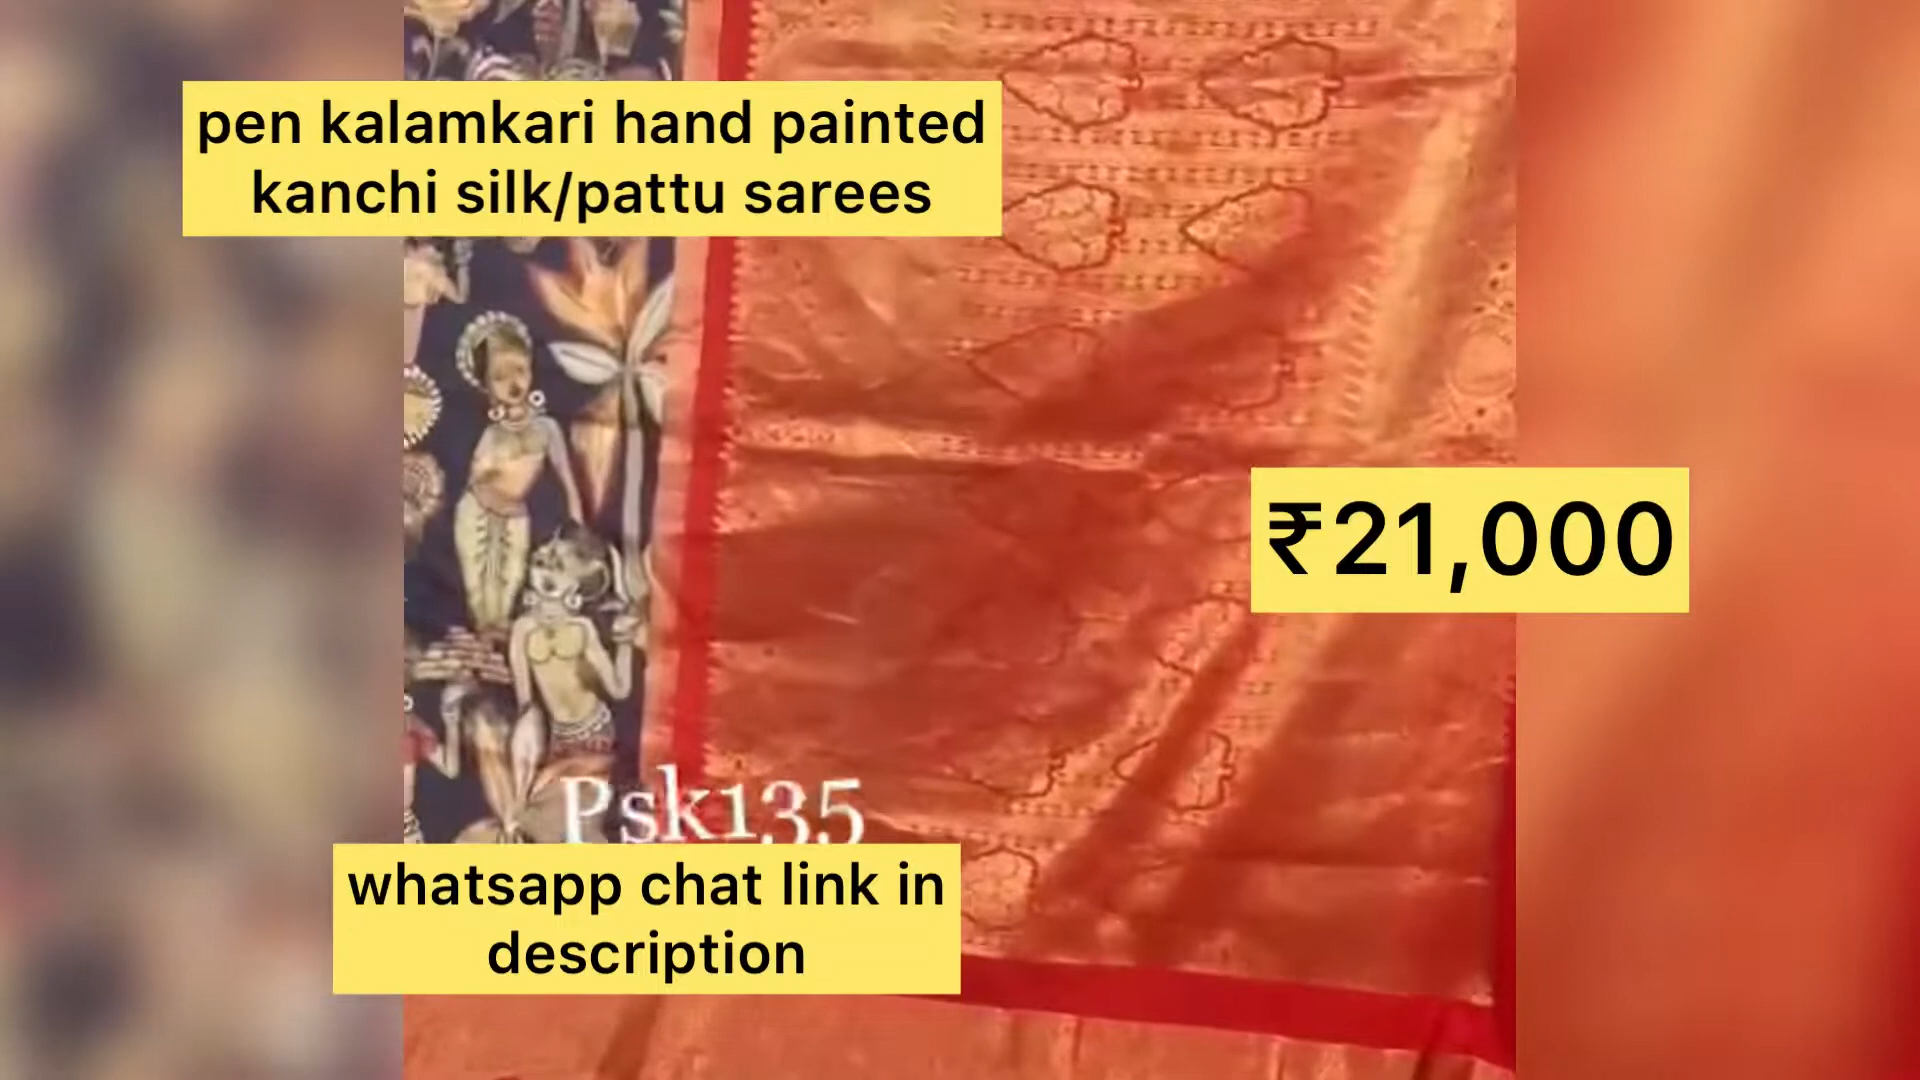 pen kalamkari hand painted
kanchi silk/pattu sarees
₹21,000
Psk135
whatsapp chat link in
description